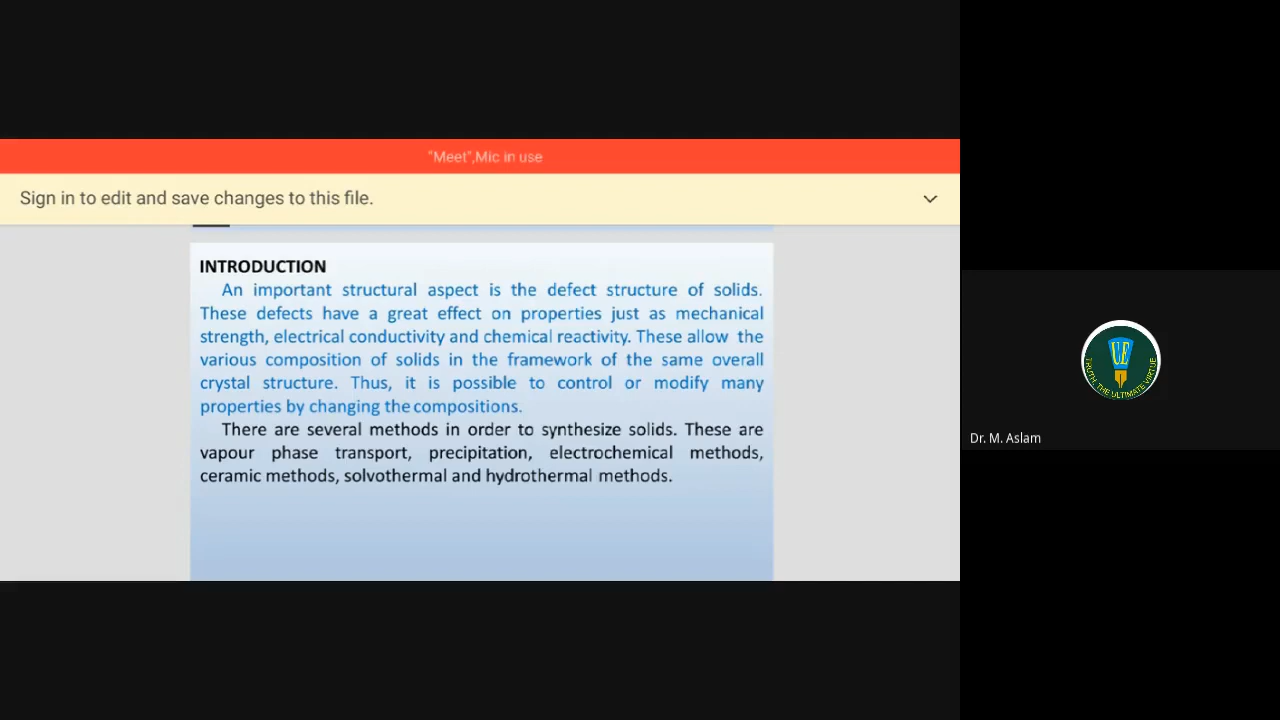 "Meet",Mic in use
Sign in to edit and save changes to this file.
INTRODUCTION
An important structural aspect is the defect structure of solids.
These defects have a great effect on properties just as mechanical
strength, electrical conductivity and chemical reactivity. These allow the
various composition of solids in the framework of the same overall
crystal structure. Thus, it is possible to control or modify many
properties by changing the compositions.
There are several methods in order to synthesize solids. These are
vapour phase transport, precipitation, electrochemical methods,
ceramic methods, solvothermal and hydrothermal methods.
UE
TRUTH, THE ULTIMATE VIRTUE
Dr. M. Aslam